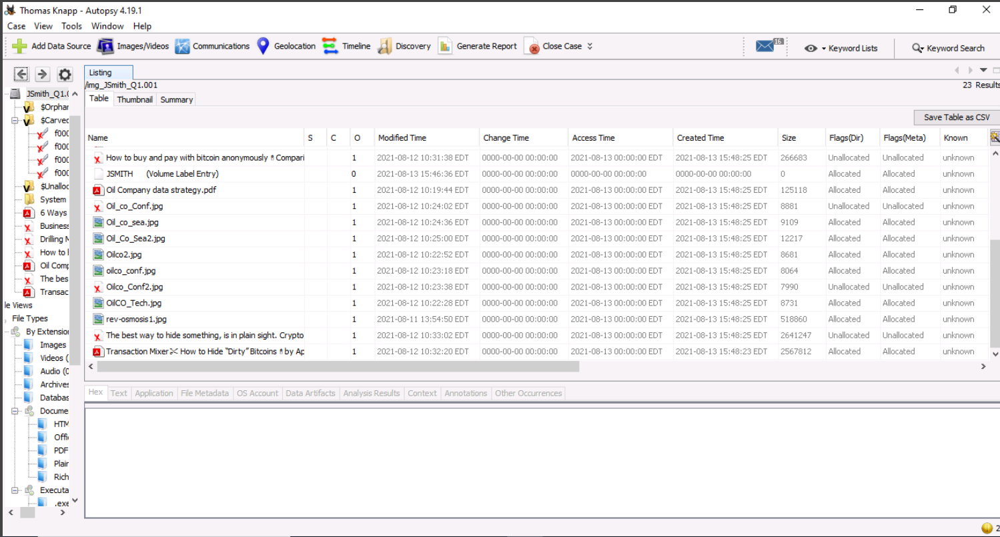 Thomas Knapp - Autopsy 4.19.1
Case View Tools Window Help
Add Data Source Images/Videos Communications Geolocation Timeline Discovery Generate Report Close Case 16 Keyword Lists Keyword Search
Listing
/img_JSmith_Q1.001 23 Results
Table Thumbnail Summary
Save Table as CSV
Name S C O Modified Time Change Time Access Time Created Time Size Flags(Dir) Flags(Meta) Known
How to buy and pay with bitcoin anonymously Compari 1 2021-08-12 10:31:38 EDT 0000-00-00 00:00:00 2021-08-13 00:00:00 EDT 2021-08-13 15:48:25 EDT 266683 Unallocated Unallocated unknown
JSMITH (Volume Label Entry) 0 2021-08-13 15:46:36 EDT 0000-00-00 00:00:00 0000-00-00 00:00:00 0000-00-00 00:00:00 0 Allocated Allocated unknown
Oil Company data strategy.pdf 1 2021-08-12 10:19:44 EDT 0000-00-00 00:00:00 2021-08-13 00:00:00 EDT 2021-08-13 15:48:25 EDT 125118 Allocated Allocated unknown
Oil_co_Conf.jpg 1 2021-08-12 10:24:02 EDT 0000-00-00 00:00:00 2021-08-13 00:00:00 EDT 2021-08-13 15:48:25 EDT 8881 Unallocated Unallocated unknown
Oil_co_sea.jpg 1 2021-08-12 10:24:36 EDT 0000-00-00 00:00:00 2021-08-13 00:00:00 EDT 2021-08-13 15:48:25 EDT 9109 Allocated Allocated unknown
Oil_Co_Sea2.jpg 1 2021-08-12 10:25:00 EDT 0000-00-00 00:00:00 2021-08-13 00:00:00 EDT 2021-08-13 15:48:25 EDT 12217 Allocated Allocated unknown
Oilco2.jpg 1 2021-08-12 10:22:52 EDT 0000-00-00 00:00:00 2021-08-13 00:00:00 EDT 2021-08-13 15:48:25 EDT 8681 Allocated Allocated unknown
oilco_conf.jpg 1 2021-08-12 10:23:18 EDT 0000-00-00 00:00:00 2021-08-13 00:00:00 EDT 2021-08-13 15:48:25 EDT 8064 Allocated Allocated unknown
Oilco_Conf2.jpg 1 2021-08-12 10:23:38 EDT 0000-00-00 00:00:00 2021-08-13 00:00:00 EDT 2021-08-13 15:48:25 EDT 7990 Unallocated Unallocated unknown
OilCO_Tech.jpg 1 2021-08-12 10:22:28 EDT 0000-00-00 00:00:00 2021-08-13 00:00:00 EDT 2021-08-13 15:48:25 EDT 8731 Allocated Allocated unknown
rev-osmosis1.jpg 1 2021-08-11 13:54:50 EDT 0000-00-00 00:00:00 2021-08-13 00:00:00 EDT 2021-08-13 15:48:25 EDT 518860 Allocated Allocated unknown
The best way to hide something, is in plain sight. Crypto 1 2021-08-12 10:33:02 EDT 0000-00-00 00:00:00 2021-08-13 00:00:00 EDT 2021-08-13 15:48:25 EDT 2641247 Unallocated Unallocated unknown
Transaction Mixer✂ How to Hide "Dirty" Bitcoins by Ap 1 2021-08-12 10:32:20 EDT 0000-00-00 00:00:00 2021-08-13 00:00:00 EDT 2021-08-13 15:48:23 EDT 2567812 Allocated Allocated unknown
Hex Text Application File Metadata OS Account Data Artifacts Analysis Results Context Annotations Other Occurrences
JSmith_Q1.(
$Orphar
$Carved
f000
f000
f000
f000
$Unalloc
System
6 Ways
Business
Drilling M
How to b
Oil Comp
The bes
Transac
le Views
File Types
By Extension
Images
Videos (
Audio (0
Archives
Databas
Docume
HTM
Offi
PDF
Plain
Rich
Executa
.exe
2